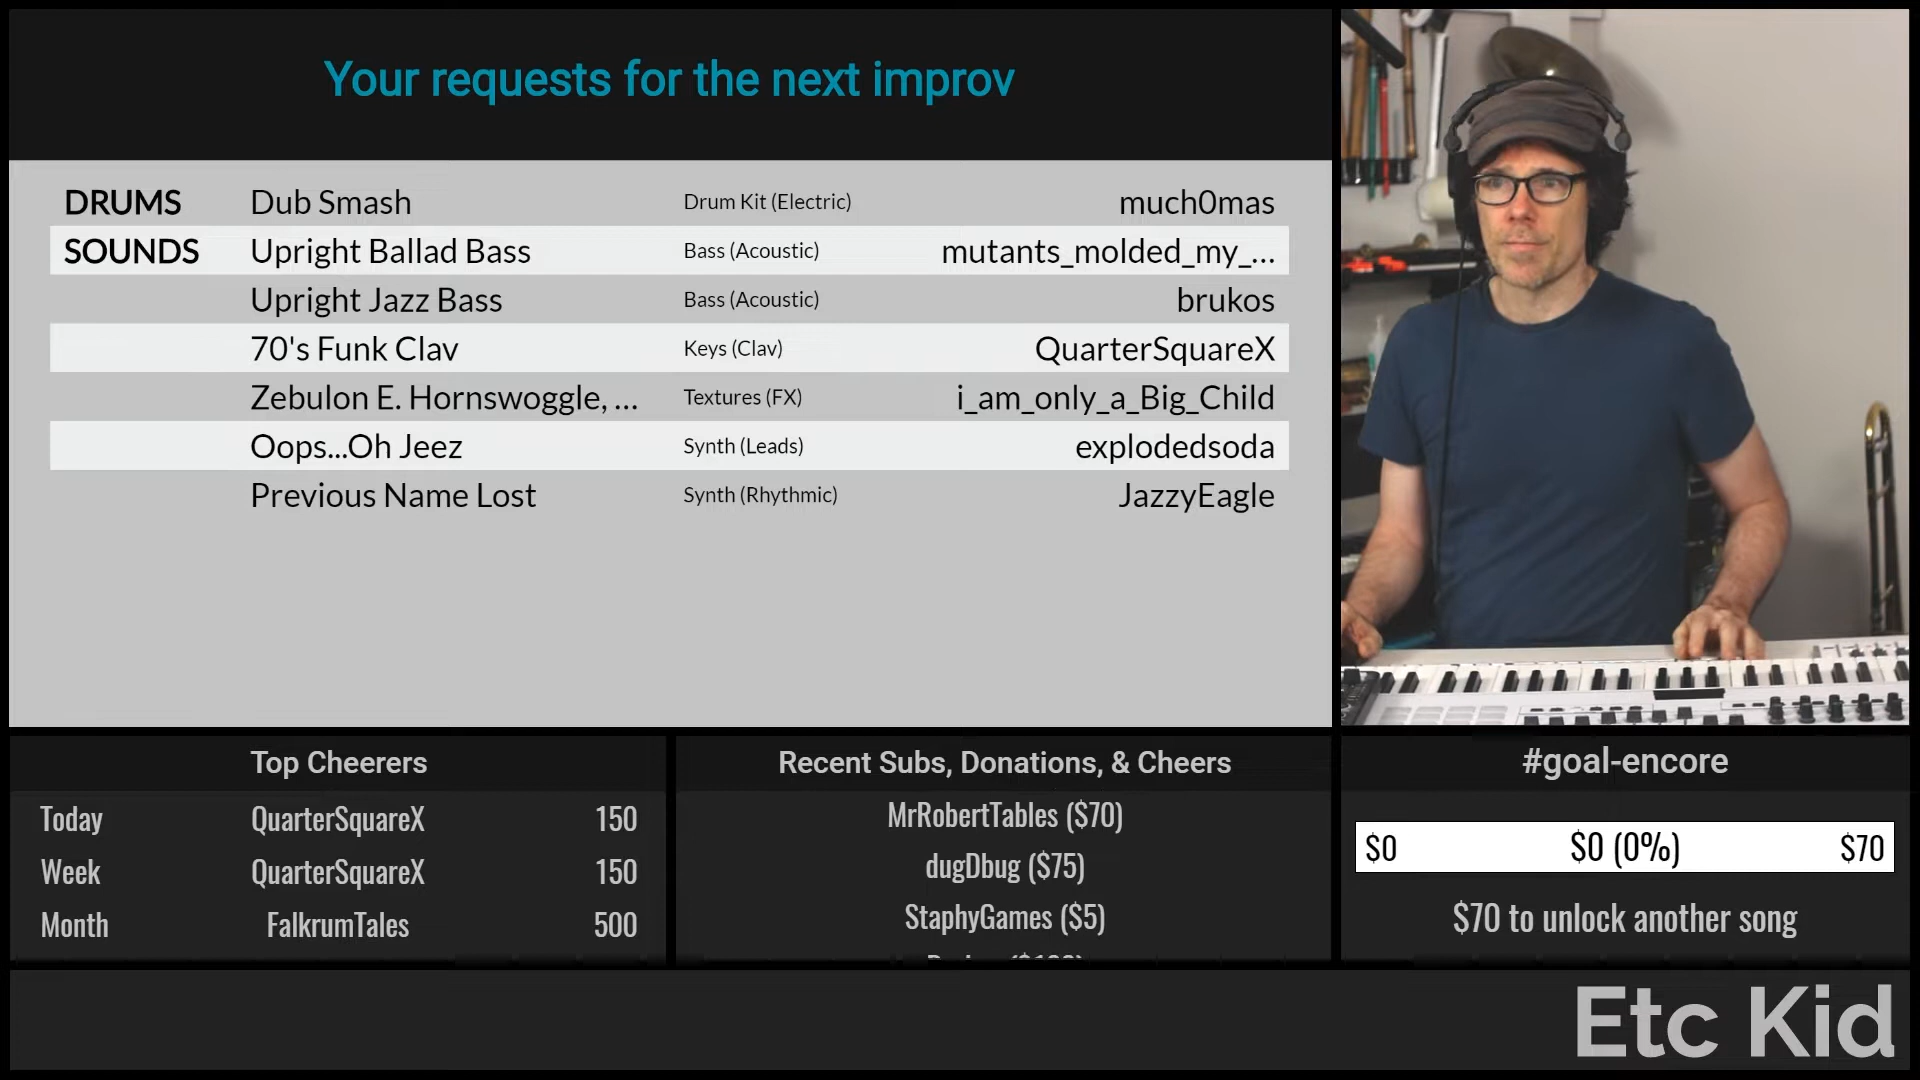 Your requests for the next improv
DRUMS Dub Smash Drum Kit (Electric) much0mas
SOUNDS Upright Ballad Bass Bass (Acoustic) mutants_molded_my_...
Upright Jazz Bass Bass (Acoustic) brukos
70's Funk Clav Keys (Clav) QuarterSquareX
Zebulon E. Hornswoggle, ... Textures (FX) i_am_only_a_Big_Child
Oops...Oh Jeez Synth (Leads) explodedsoda
Previous Name Lost Synth (Rhythmic) JazzyEagle
Top Cheerers
Today QuarterSquareX 150
Week QuarterSquareX 150
Month FalkrumTales 500
Recent Subs, Donations, & Cheers
MrRobertTables ($70)
dugDbug ($75)
StaphyGames ($5)
#goal-encore
$0 $0 (0%) $70
$70 to unlock another song
Etc Kid